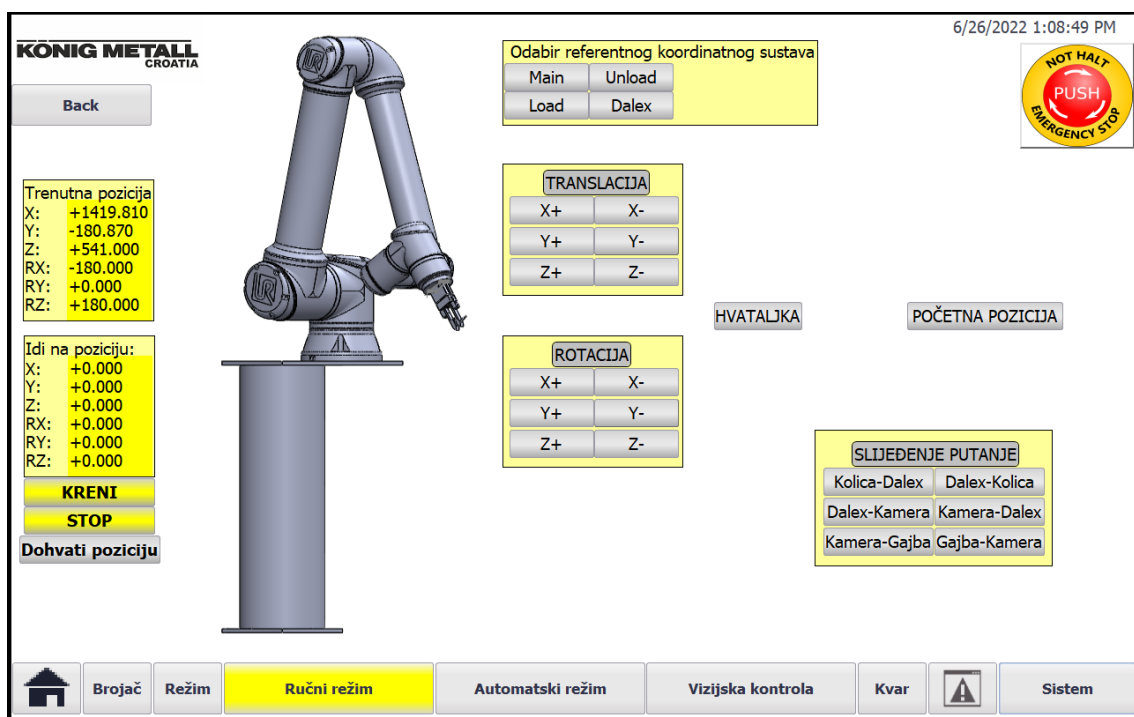 6/26/2022 1:08:49 PM
KÖNIG METALL
CROATIA
Back
Odabir referentnog koordinatnog sustava
Main Unload
Load Dalex
NOT HALT
PUSH
EMERGENCY STOP
Trenutna pozicija
X: +1419.810
Y: -180.870
Z: +541.000
RX: -180.000
RY: +0.000
RZ: +180.000
TRANSLACIJA
X+ X-
Y+ Y-
Z+ Z-
HVATALJKA
POČETNA POZICIJA
Idi na poziciju:
X: +0.000
Y: +0.000
Z: +0.000
RX: +0.000
RY: +0.000
RZ: +0.000
KRENI
STOP
Dohvati poziciju
ROTACIJA
X+ X-
Y+ Y-
Z+ Z-
SLIJEĐENJE PUTANJE
Kolica-Dalex Dalex-Kolica
Dalex-Kamera Kamera-Dalex
Kamera-Gajba Gajba-Kamera
UR
UR
Brojač Režim Ručni režim Automatski režim Vizijska kontrola Kvar Sistem